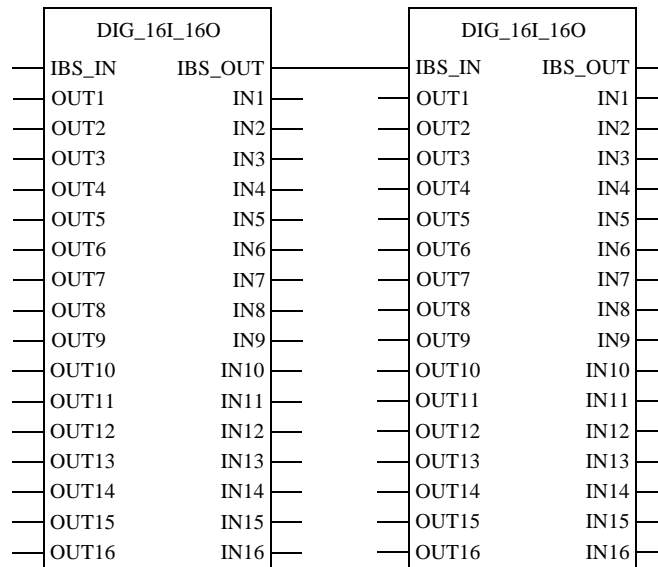 DIG_16I_16O DIG_16I_16O
IBS_IN IBS_OUT IBS_IN IBS_OUT
OUT1 IN1 OUT1 IN1
OUT2 IN2 OUT2 IN2
OUT3 IN3 OUT3 IN3
OUT4 IN4 OUT4 IN4
OUT5 IN5 OUT5 IN5
OUT6 IN6 OUT6 IN6
OUT7 IN7 OUT7 IN7
OUT8 IN8 OUT8 IN8
OUT9 IN9 OUT9 IN9
OUT10 IN10 OUT10 IN10
OUT11 IN11 OUT11 IN11
OUT12 IN12 OUT12 IN12
OUT13 IN13 OUT13 IN13
OUT14 IN14 OUT14 IN14
OUT15 IN15 OUT15 IN15
OUT16 IN16 OUT16 IN16